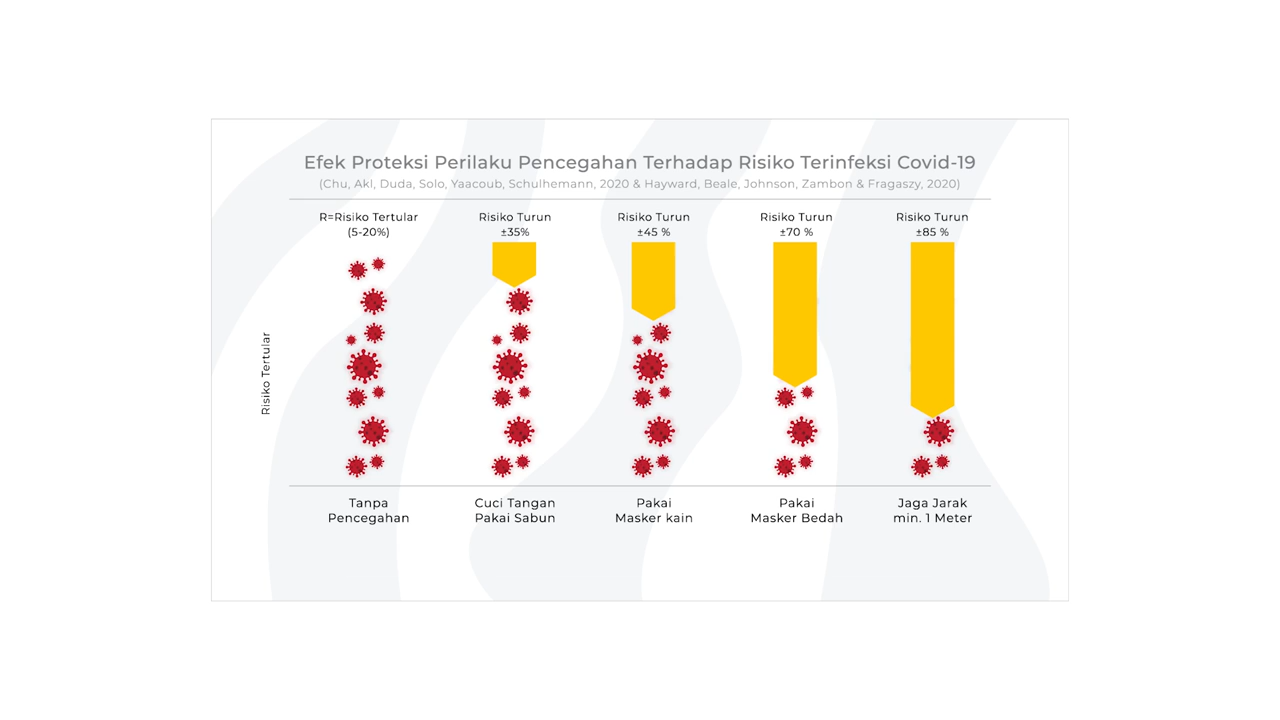 Efek Proteksi Perilaku Pencegahan Terhadap Risiko Terinfeksi Covid-19
(Chu, Akl, Duda, Solo, Yaacoub, Schulhemann, 2020 & Hayward, Beale, Johnson, Zambon & Fragaszy, 2020)
R=Risiko Tertular
(5-20%)
Risiko Turun
±35%
Risiko Turun
±45 %
Risiko Turun
±70 %
Risiko Turun
±85 %
Risiko Tertular
Tanpa
Pencegahan
Cuci Tangan
Pakai Sabun
Pakai
Masker kain
Pakai
Masker Bedah
Jaga Jarak
min. 1 Meter